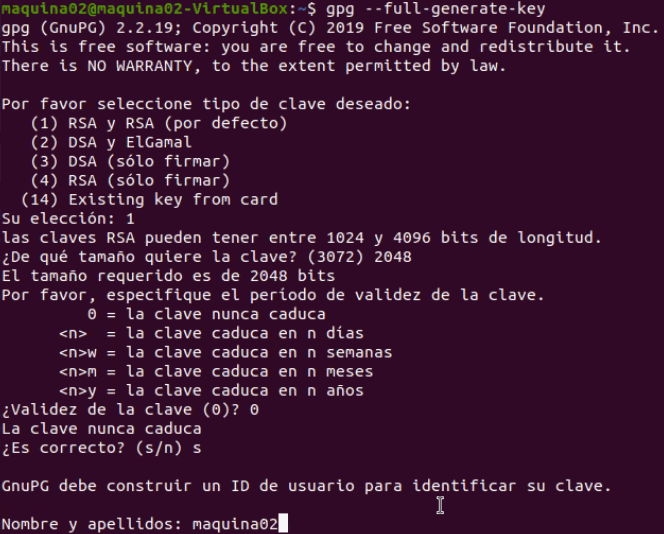 maquina02@maquina02-VirtualBox:~$ gpg --full-generate-key
gpg (GnuPG) 2.2.19; Copyright (C) 2019 Free Software Foundation, Inc.
This is free software: you are free to change and redistribute it.
There is NO WARRANTY, to the extent permitted by law.

Por favor seleccione tipo de clave deseado:
   (1) RSA y RSA (por defecto)
   (2) DSA y ElGamal
   (3) DSA (sólo firmar)
   (4) RSA (sólo firmar)
  (14) Existing key from card
Su elección: 1
las claves RSA pueden tener entre 1024 y 4096 bits de longitud.
¿De qué tamaño quiere la clave? (3072) 2048
El tamaño requerido es de 2048 bits
Por favor, especifique el período de validez de la clave.
         0 = la clave nunca caduca
      <n>  = la clave caduca en n días
      <n>w = la clave caduca en n semanas
      <n>m = la clave caduca en n meses
      <n>y = la clave caduca en n años
¿Validez de la clave (0)? 0
La clave nunca caduca
¿Es correcto? (s/n) s

GnuPG debe construir un ID de usuario para identificar su clave.

Nombre y apellidos: maquina02